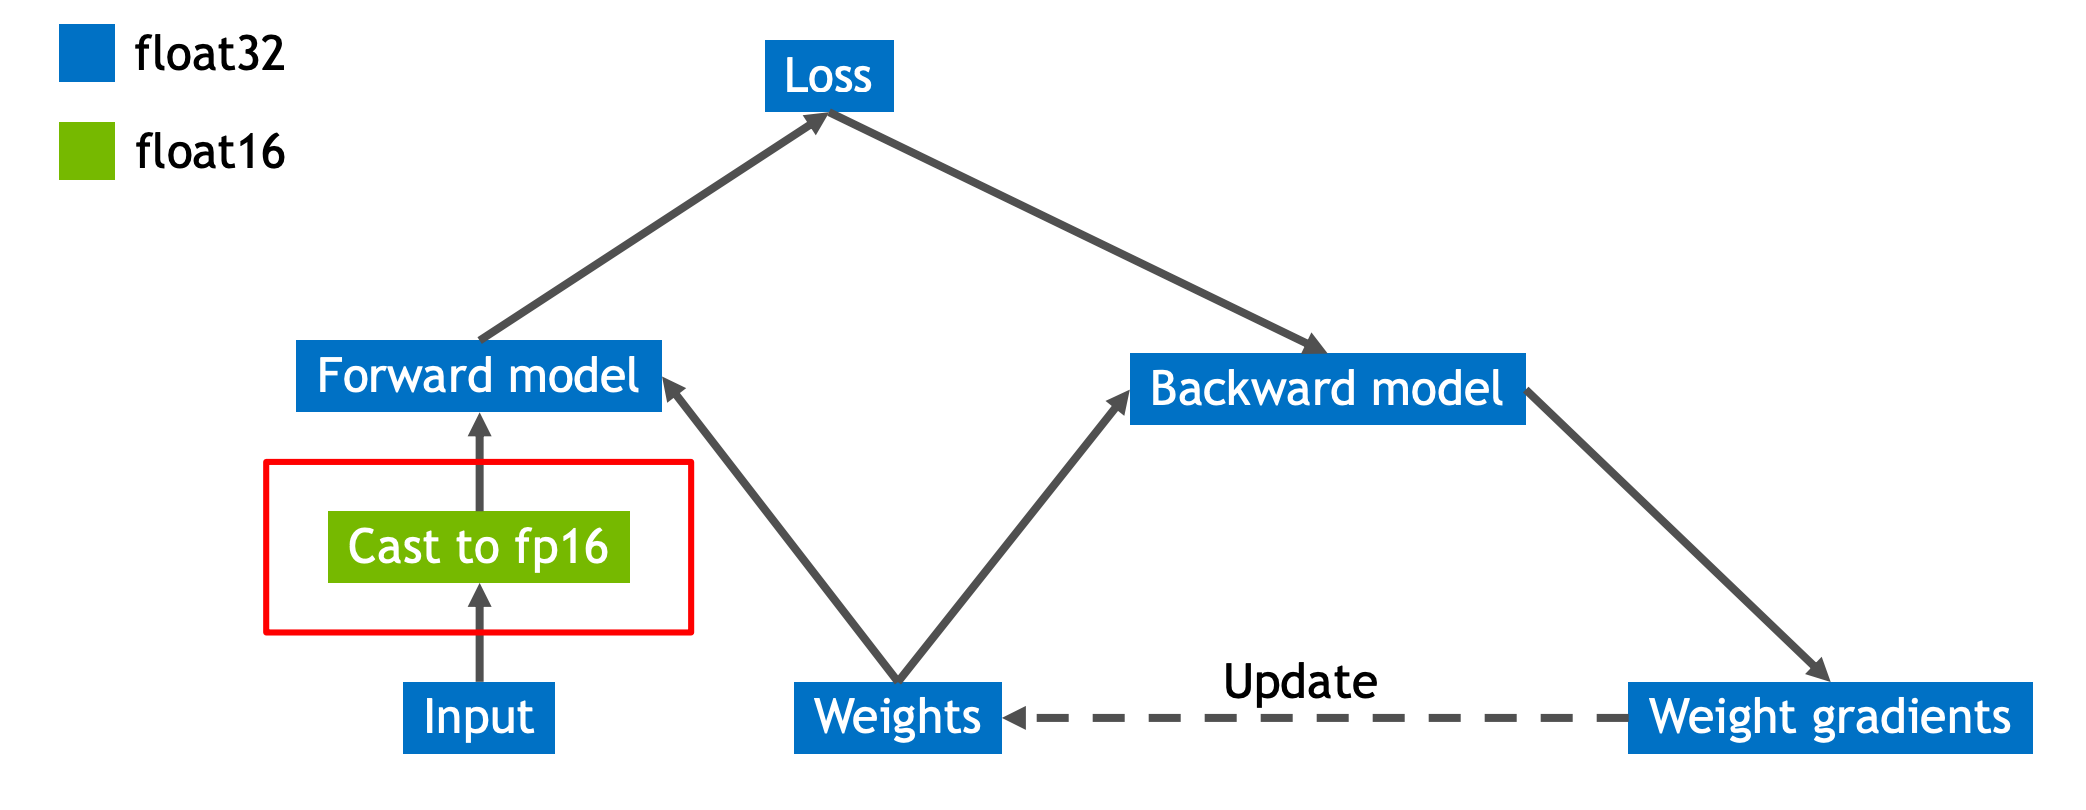 float32
float16
Loss
Forward model
Backward model
Cast to fp16
Input
Weights
Update
Weight gradients